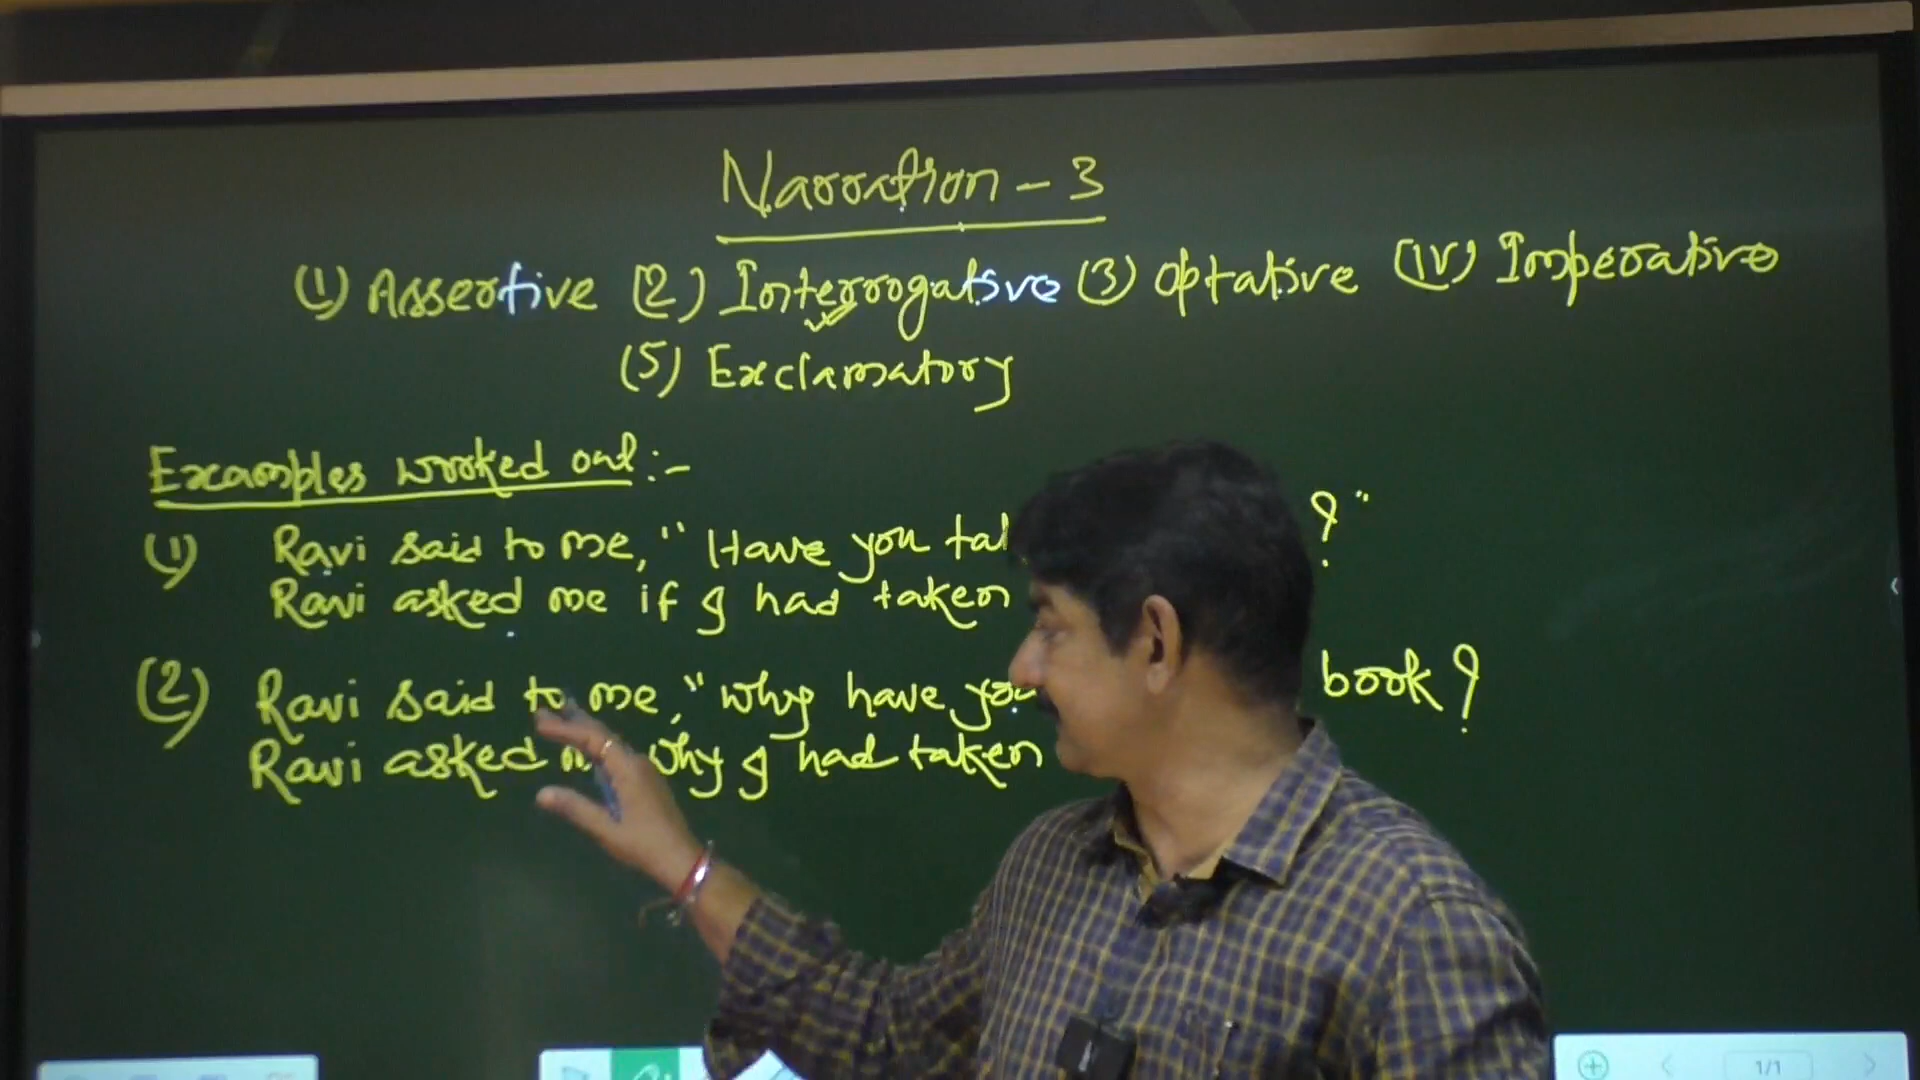 Narration - 3
(1) Assertive (2) Interrogative (3) Optative (IV) Imperative
(5) Exclamatory
Examples worked out :-
(1) Ravi said to me, " Have you ?"
Ravi asked me if I had taken
(2) Ravi said to me, " why have book ?
Ravi asked why I had taken
1/1